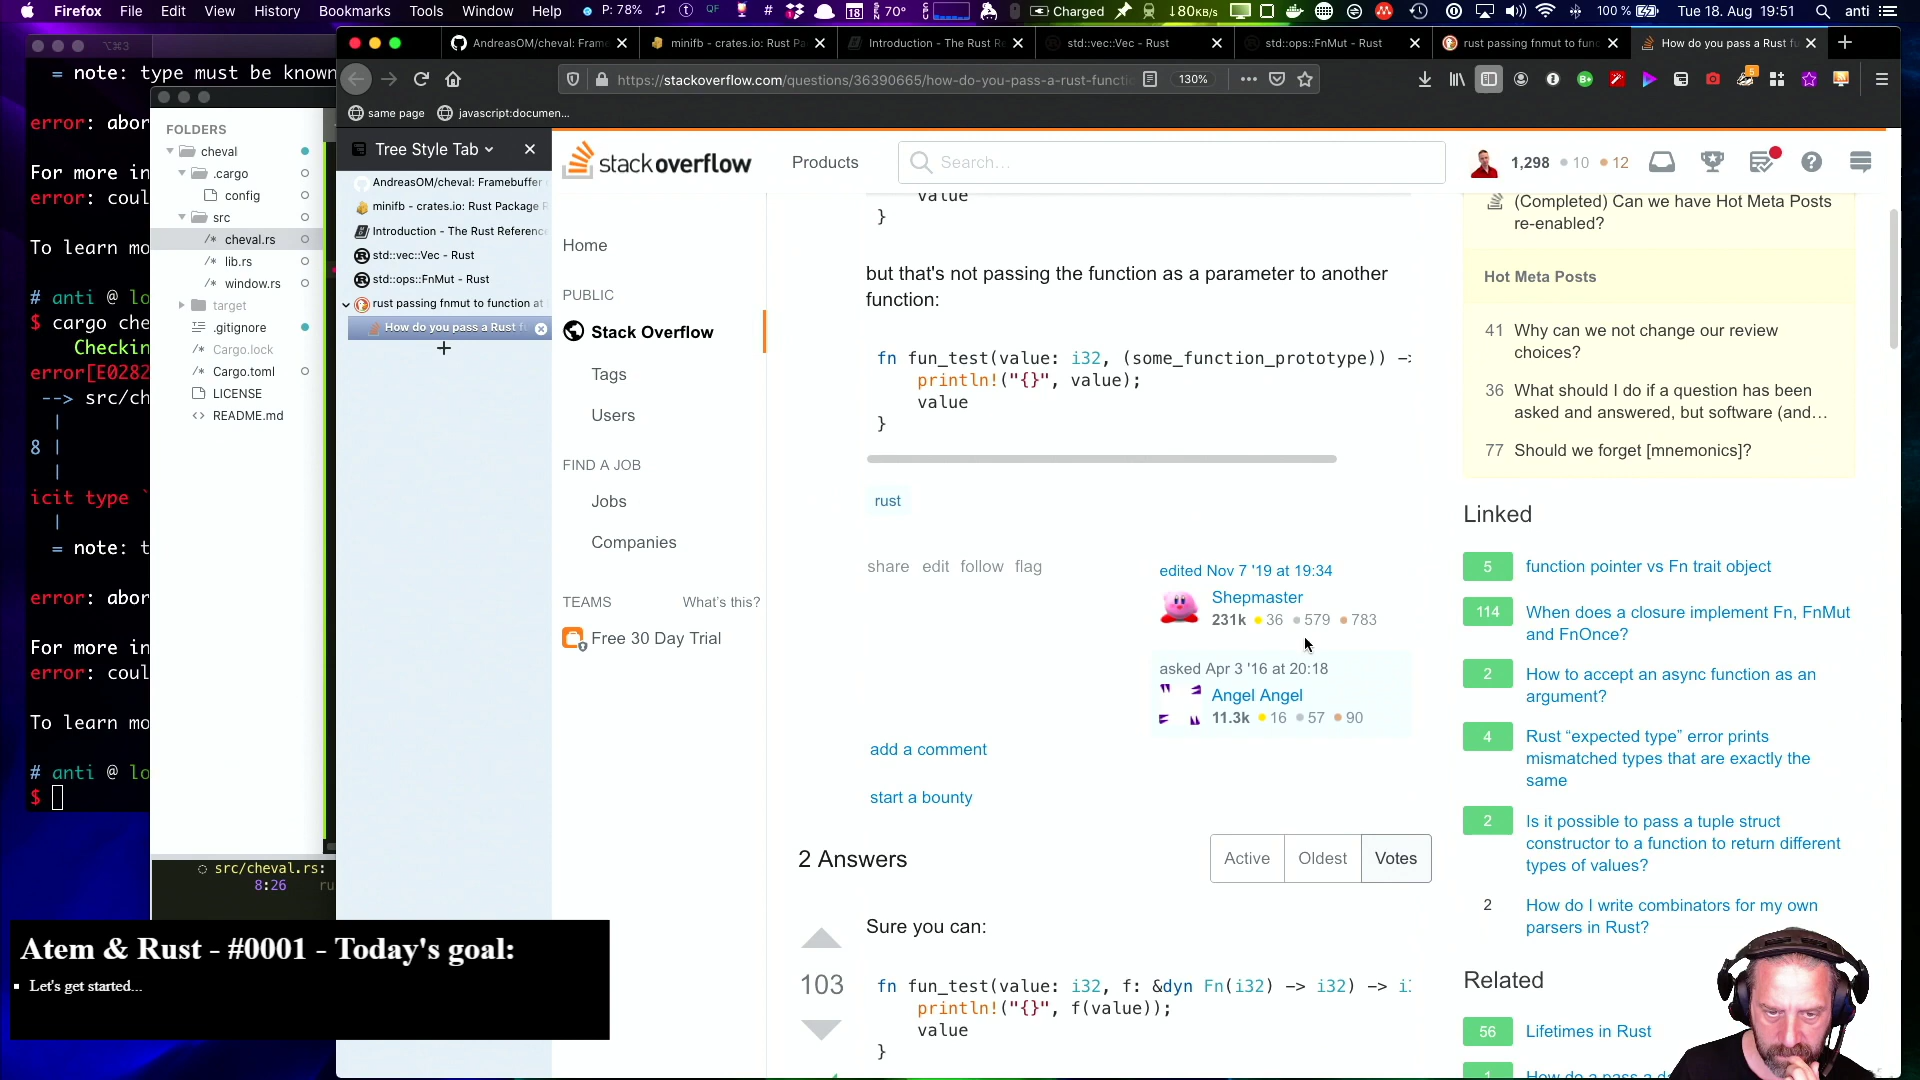 Firefox File Edit View History Bookmarks Tools Window Help
P: 78% QF # 18 70° Charged 180KB/s 100 % Tue 18. Aug 19:51 anti
⌥⌘3
= note: type must be known
error: abor
For more in
error: coul
To learn mo
# anti @ lo
$ cargo che
Checkin
error[E0282
--> src/ch
|
8 |
|
icit type `
|
= note: t
error: abor
For more in
error: coul
To learn mo
# anti @ lo
$
FOLDERS
cheval
.cargo
config
src
/* cheval.rs
/* lib.rs
/* window.rs
target
.gitignore
/* Cargo.lock
/* Cargo.toml
LICENSE
<> README.md
src/cheval.rs:
8:26 ru
AndreasOM/cheval: Frame
minifb - crates.io: Rust Pa
Introduction - The Rust Re
std::vec::Vec - Rust
std::ops::FnMut - Rust
rust passing fnmut to func
How do you pass a Rust fu
https://stackoverflow.com/questions/36390665/how-do-you-pass-a-rust-functi
130%
same page
javascript:documen...
Tree Style Tab
AndreasOM/cheval: Framebuffer
minifb - crates.io: Rust Package R
Introduction - The Rust Reference
std::vec::Vec - Rust
std::ops::FnMut - Rust
rust passing fnmut to function at
How do you pass a Rust f
+
stackoverflow
Products
Search...
1,298 10 12
Home
PUBLIC
Stack Overflow
Tags
Users
FIND A JOB
Jobs
Companies
TEAMS What's this?
Free 30 Day Trial
value
}
but that's not passing the function as a parameter to another
function:
fn fun_test(value: i32, (some_function_prototype)) ->
println!("{}", value);
value
}
rust
share edit follow flag
edited Nov 7 '19 at 19:34
Shepmaster
231k 36 579 783
asked Apr 3 '16 at 20:18
Angel Angel
11.3k 16 57 90
add a comment
start a bounty
2 Answers
Active Oldest Votes
103
Sure you can:
fn fun_test(value: i32, f: &dyn Fn(i32) -> i32) -> i
println!("{}", f(value));
value
}
(Completed) Can we have Hot Meta Posts
re-enabled?
Hot Meta Posts
41 Why can we not change our review
choices?
36 What should I do if a question has been
asked and answered, but software (and…
77 Should we forget [mnemonics]?
Linked
5 function pointer vs Fn trait object
114 When does a closure implement Fn, FnMut
and FnOnce?
2 How to accept an async function as an
argument?
4 Rust “expected type” error prints
mismatched types that are exactly the
same
2 Is it possible to pass a tuple struct
constructor to a function to return different
types of values?
2 How do I write combinators for my own
parsers in Rust?
Related
56 Lifetimes in Rust
1 How do a pass a da
Atem & Rust - #0001 - Today's goal:
Let's get started...